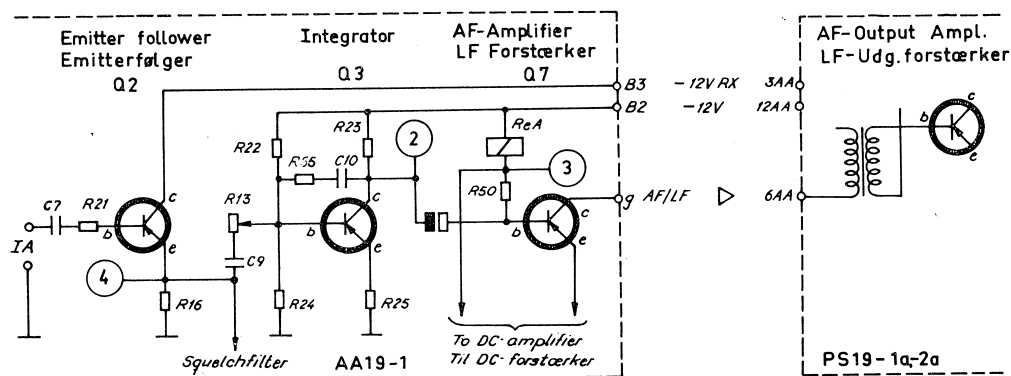 Emitter follower
Emitterfølger
Q2
Integrator
Q3
AF-Amplifier
LF Forstærker
Q7
B3
-12V RX
3AA
B2
-12V
12AA
AF-Output Ampl.
LF-Udg. forstærker
c
b
e
R22
R23
2
ReA
3
C10
R50
g
AF/LF
6AA
C7
R21
c
b
e
R13
c
b
e
c
b
e
1A
4
C9
R16
R24
R25
Squelchfilter
AA19-1
To DC-amplifier
Til DC-forstærker
PS19-1a,-2a